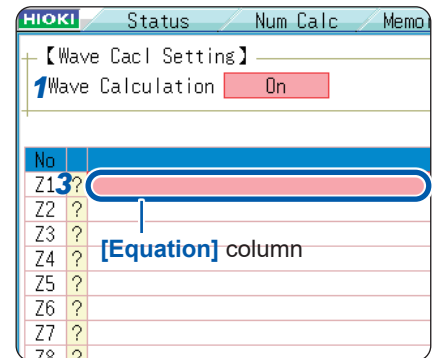 HIOKI Status Num Calc Memo
【Wave Cacl Setting】
1 Wave Calculation On
No
Z1 3 ?
Z2 ?
Z3 ?
[Equation] column
Z4 ?
Z5 ?
Z6 ?
Z7 ?
Z8 ?